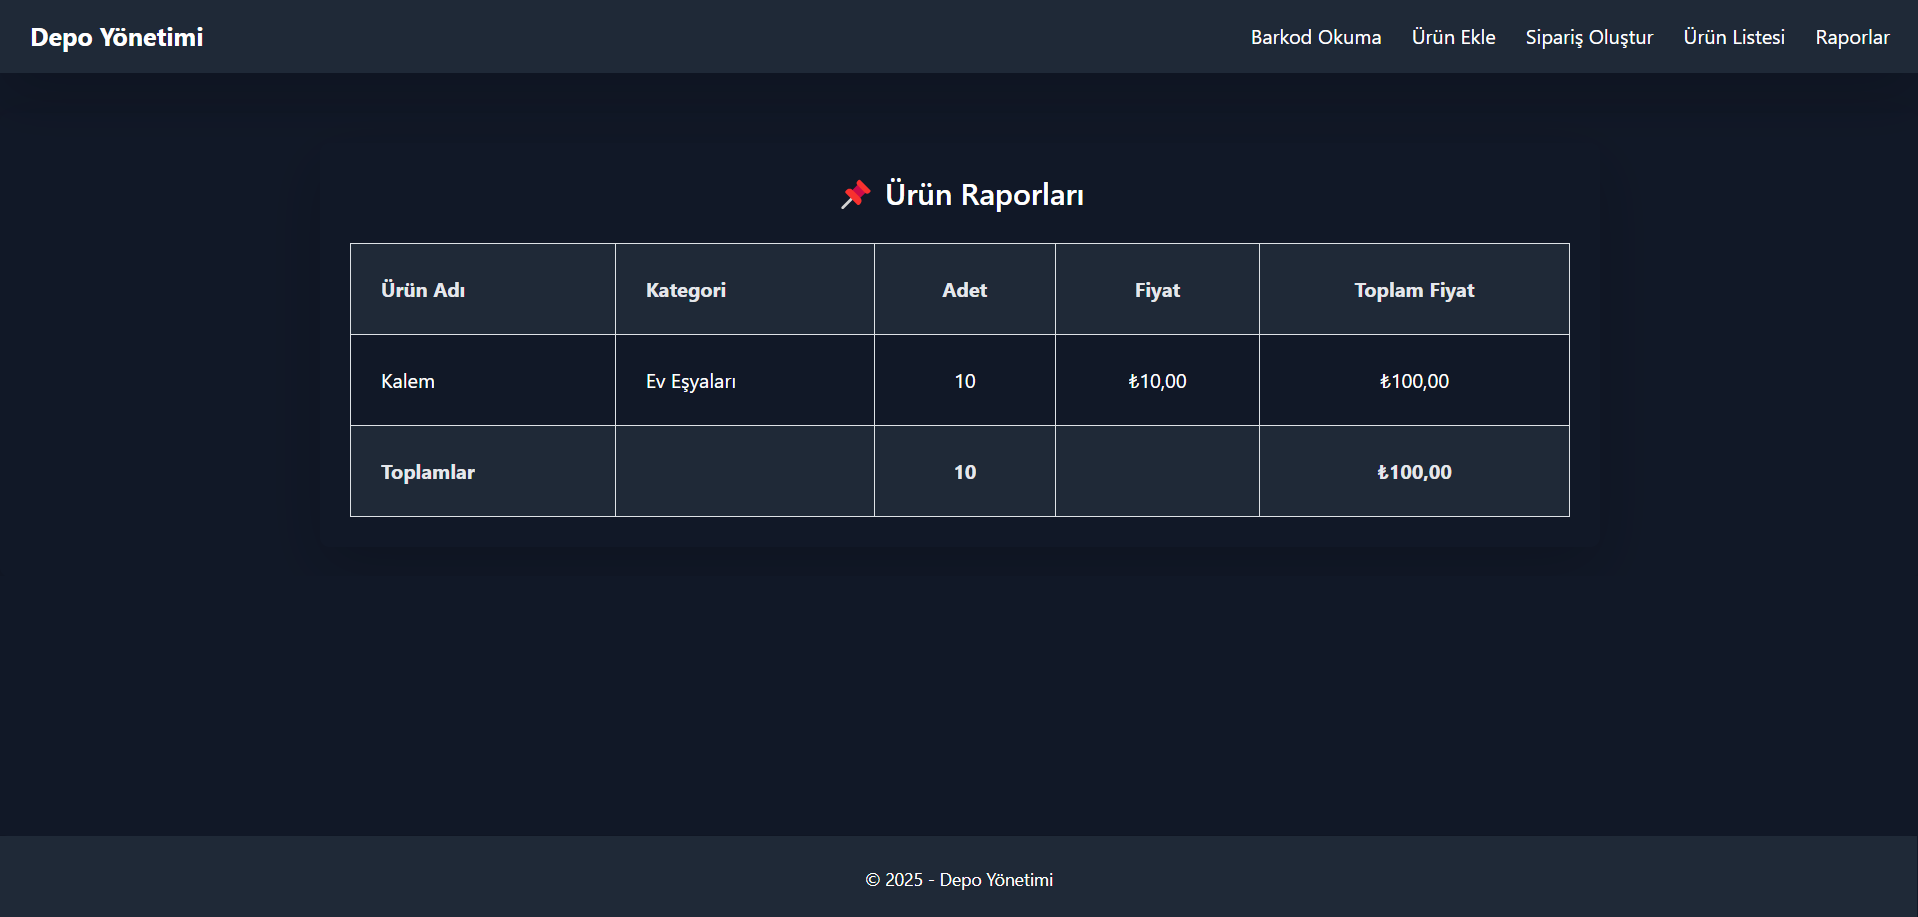 Depo Yönetimi Barkod Okuma Ürün Ekle Sipariş Oluştur Ürün Listesi Raporlar
📌 Ürün Raporları
Ürün Adı Kategori Adet Fiyat Toplam Fiyat
Kalem Ev Eşyaları 10 ₺10,00 ₺100,00
Toplamlar 10 ₺100,00
© 2025 - Depo Yönetimi